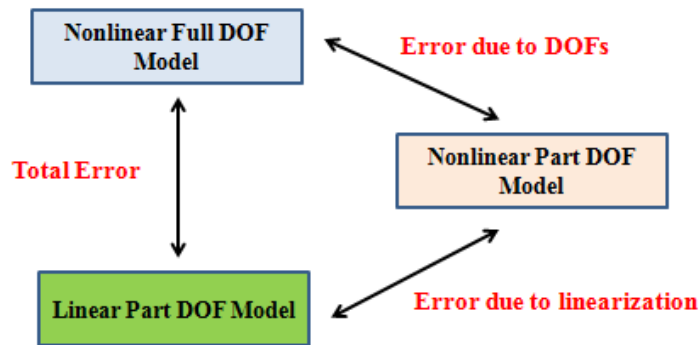 Nonlinear Full DOF
Model
Error due to DOFs
Total Error
Nonlinear Part DOF
Model
Linear Part DOF Model
Error due to linearization